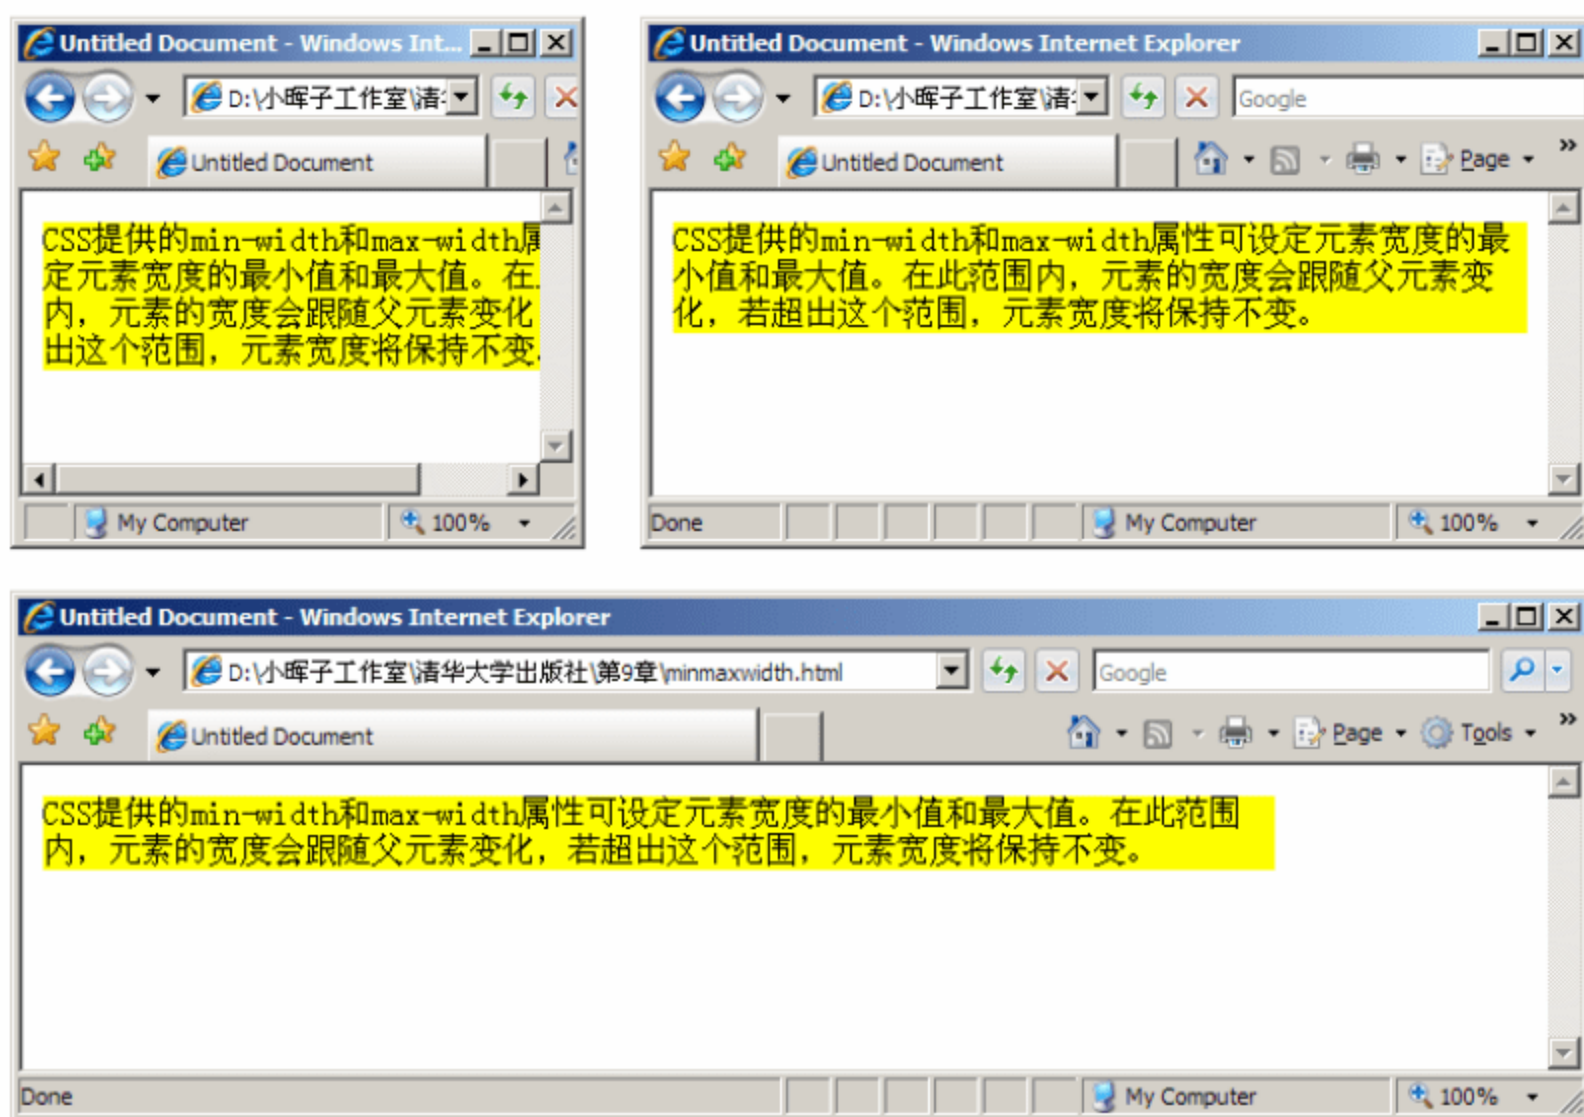 Untitled Document - Windows Int...
D:\小晖子工作室\清
Untitled Document
CSS提供的min-width和max-width属
定元素宽度的最小值和最大值。在
内，元素的宽度会跟随父元素变化
出这个范围，元素宽度将保持不变
My Computer
100%
Untitled Document - Windows Internet Explorer
D:\小晖子工作室\清
Google
Untitled Document
Page
CSS提供的min-width和max-width属性可设定元素宽度的最
小值和最大值。在此范围内，元素的宽度会跟随父元素变
化，若超出这个范围，元素宽度将保持不变。
Done
My Computer
100%
Untitled Document - Windows Internet Explorer
D:\小晖子工作室\清华大学出版社\第9章\minmaxwidth.html
Google
Untitled Document
Page
Tools
CSS提供的min-width和max-width属性可设定元素宽度的最小值和最大值。在此范围
内，元素的宽度会跟随父元素变化，若超出这个范围，元素宽度将保持不变。
Done
My Computer
100%